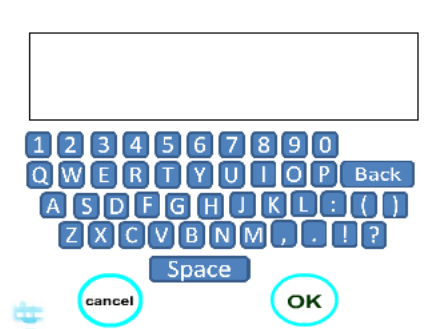 1 2 3 4 5 6 7 8 9 0
Q W E R T Y U I O P Back
A S D F G H J K L : ( )
Z X C V B N M , . ! ?
Space
cancel OK